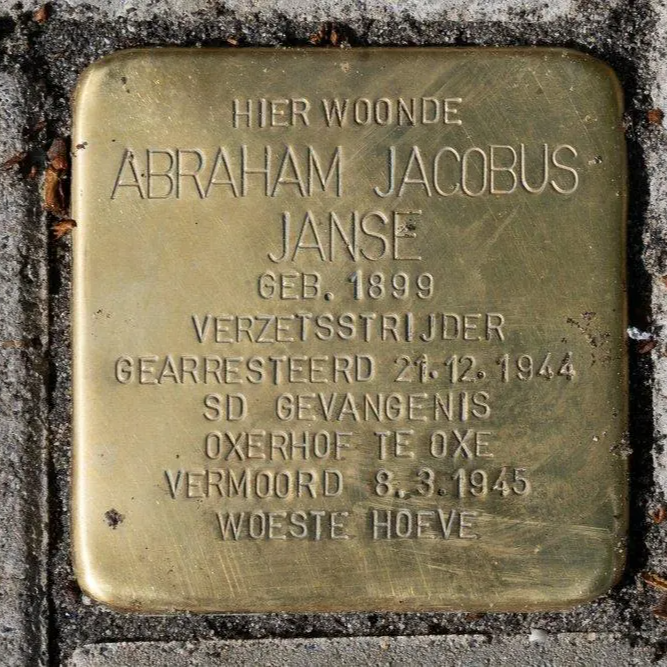 HIER WOONDE
ABRAHAM JACOBUS
JANSE
GEB. 1899
VERZETSSTRIJDER
GEARRESTEERD 21.12.1944
SD GEVANGENIS
OXERHOF TE OXE
VERMOORD 8.3.1945
WOESTE HOEVE